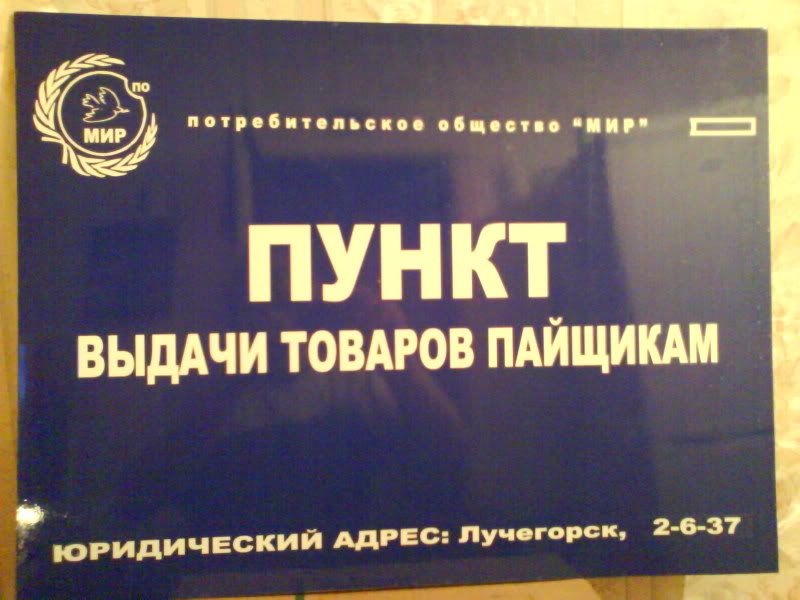 ПО
МИР
потребительское общество "МИР"
ПУНКТ
ВЫДАЧИ ТОВАРОВ ПАЙЩИКАМ
ЮРИДИЧЕСКИЙ АДРЕС: Лучегорск, 2-6-37